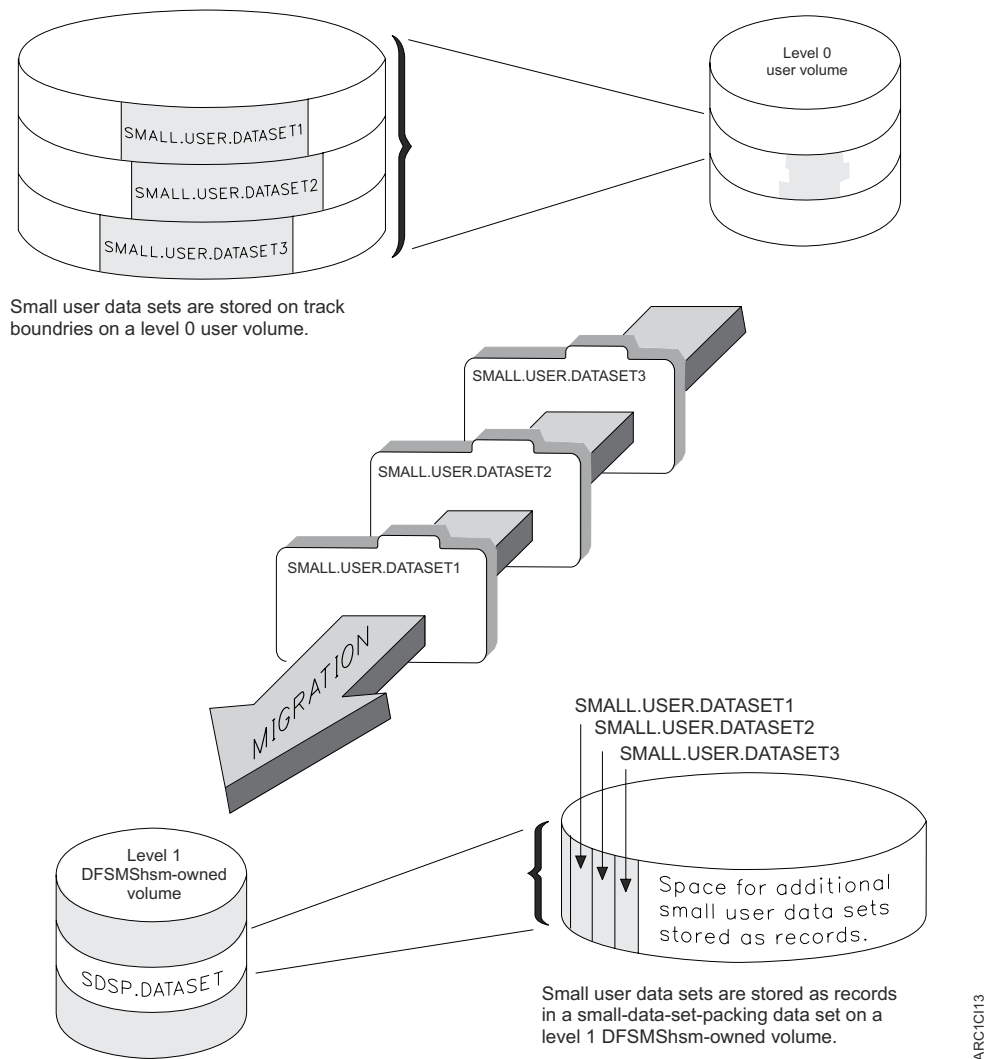 Level 0
user volume
SMALL.USER.DATASET1
SMALL.USER.DATASET2
SMALL.USER.DATASET3
Small user data sets are stored on track
boundries on a level 0 user volume.
SMALL.USER.DATASET3
SMALL.USER.DATASET2
SMALL.USER.DATASET1
MIGRATION
SMALL.USER.DATASET1
SMALL.USER.DATASET2
SMALL.USER.DATASET3
Level 1
DFSMShsm-owned
volume
SDSP.DATASET
Space for additional
small user data sets
stored as records.
Small user data sets are stored as records
in a small-data-set-packing data set on a
level 1 DFSMShsm-owned volume.
ARC1CI13